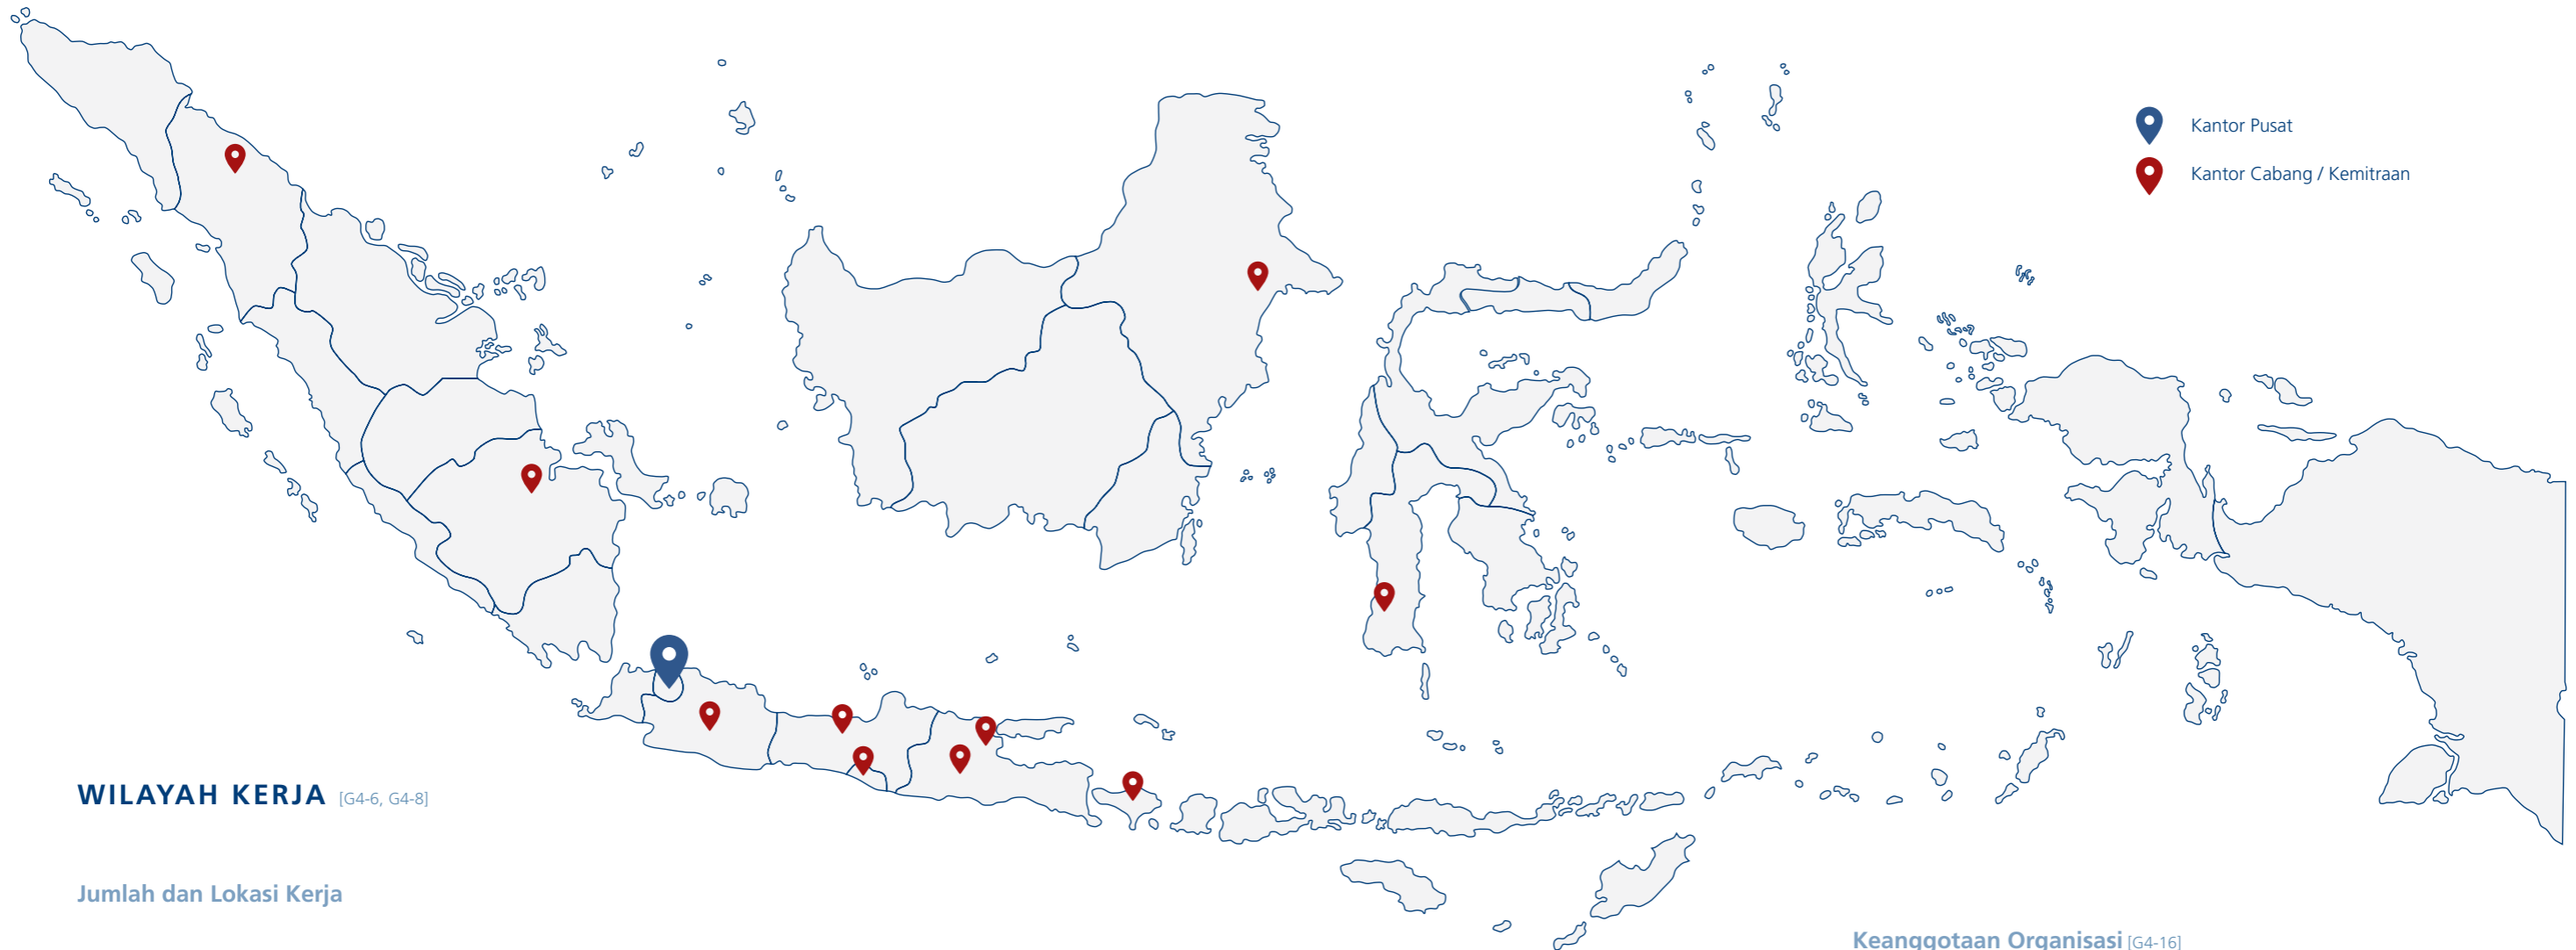 Kantor Pusat
Kantor Cabang / Kemitraan
WILAYAH KERJA [G4-6, G4-8]
Jumlah dan Lokasi Kerja
Keanggotaan Organisasi [G4-16]